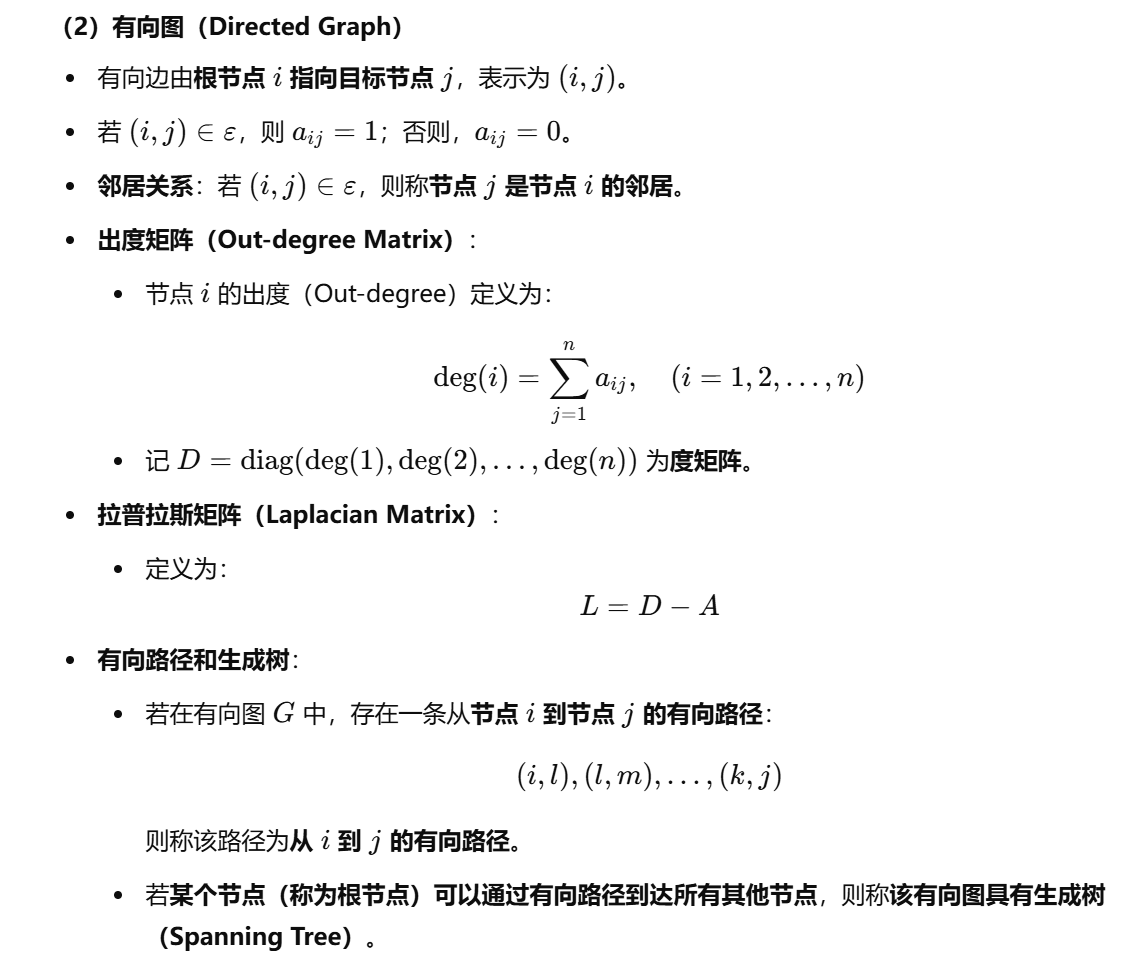 （2）有向图（Directed Graph）
• 有向边由根节点 i 指向目标节点 j，表示为 (i, j)。
• 若 (i, j) ∈ ε，则 a_{ij} = 1；否则，a_{ij} = 0。
• 邻居关系：若 (i, j) ∈ ε，则称节点 j 是节点 i 的邻居。
• 出度矩阵（Out-degree Matrix）：
• 节点 i 的出度（Out-degree）定义为：
deg(i) = \sum_{j=1}^{n} a_{ij}, (i = 1, 2, . . . , n)
• 记 D = diag(deg(1), deg(2), . . . , deg(n)) 为度矩阵。
• 拉普拉斯矩阵（Laplacian Matrix）：
• 定义为：
L = D − A
• 有向路径和生成树：
• 若在有向图 G 中，存在一条从节点 i 到节点 j 的有向路径：
(i, l), (l, m), . . . , (k, j)
则称该路径为从 i 到 j 的有向路径。
• 若某个节点（称为根节点）可以通过有向路径到达所有其他节点，则称该有向图具有生成树
（Spanning Tree）。